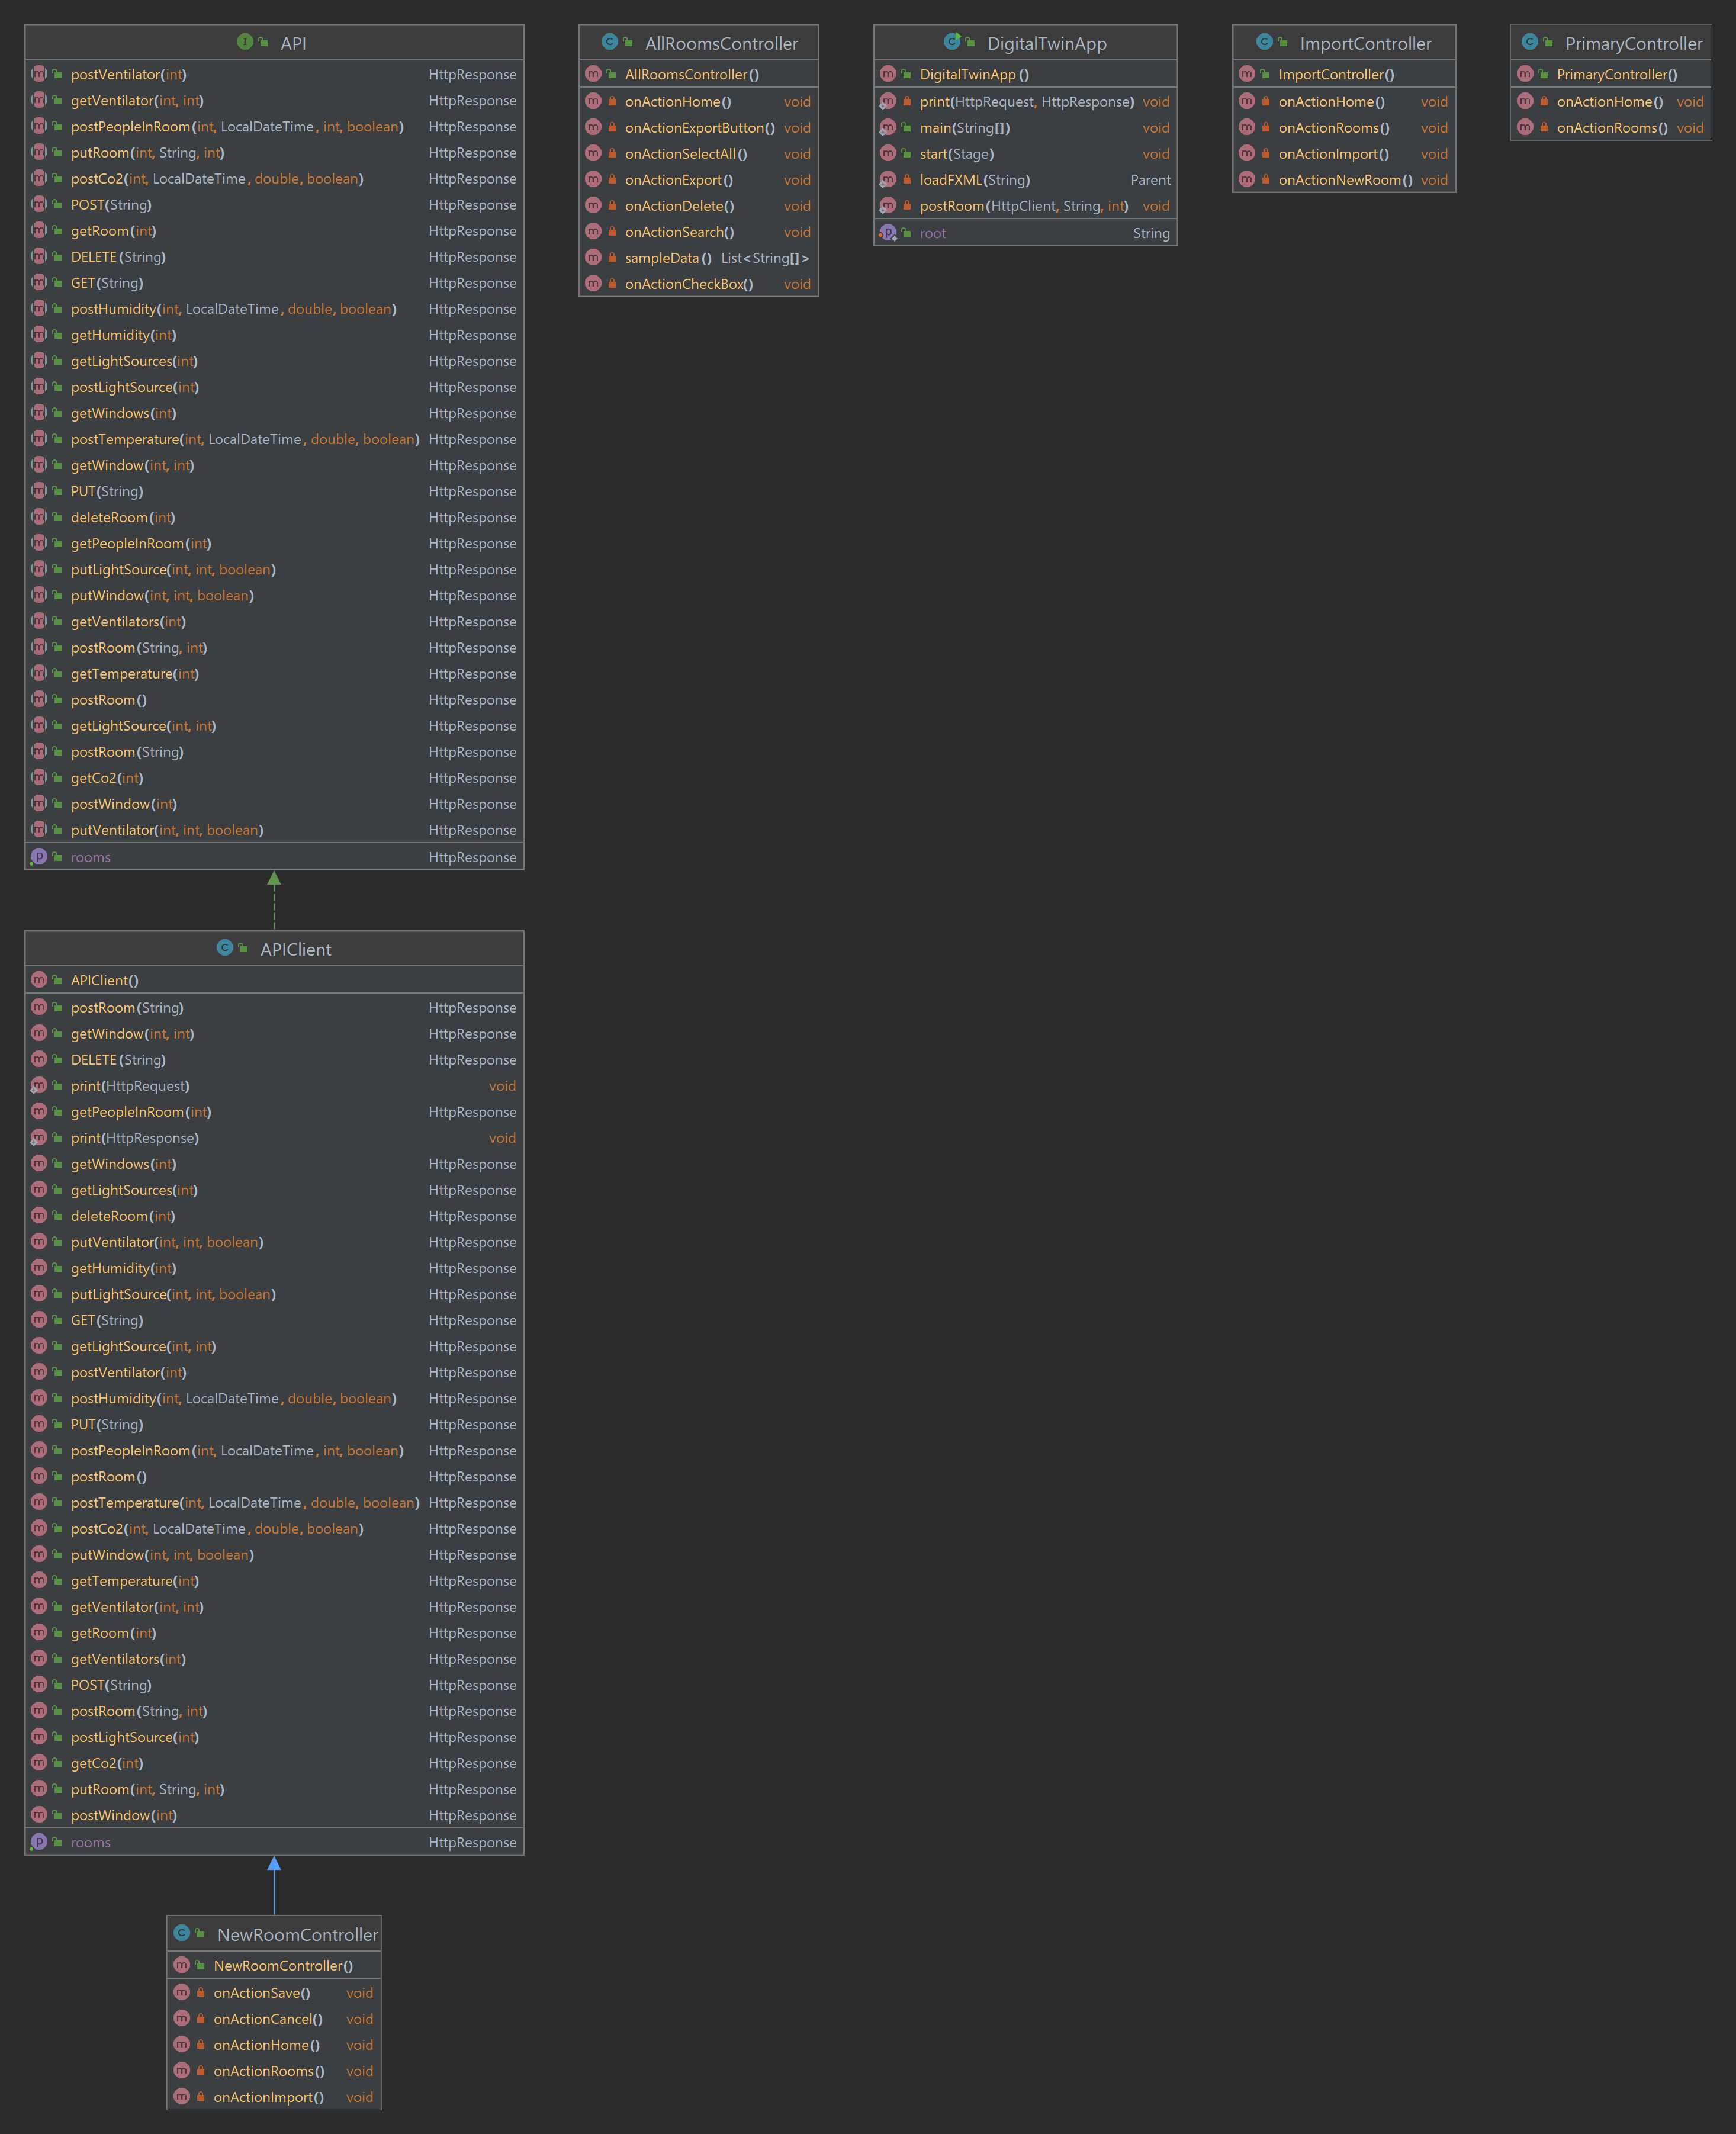 API
postVentilator(int) HttpResponse
getVentilator(int, int) HttpResponse
postPeopleInRoom(int, LocalDateTime, int, boolean) HttpResponse
putRoom(int, String, int) HttpResponse
postCo2(int, LocalDateTime, double, boolean) HttpResponse
POST(String) HttpResponse
getRoom(int) HttpResponse
DELETE(String) HttpResponse
GET(String) HttpResponse
postHumidity(int, LocalDateTime, double, boolean) HttpResponse
getHumidity(int) HttpResponse
getLightSources(int) HttpResponse
postLightSource(int) HttpResponse
getWindows(int) HttpResponse
postTemperature(int, LocalDateTime, double, boolean) HttpResponse
getWindow(int, int) HttpResponse
PUT(String) HttpResponse
deleteRoom(int) HttpResponse
getPeopleInRoom(int) HttpResponse
putLightSource(int, int, boolean) HttpResponse
putWindow(int, int, boolean) HttpResponse
getVentilators(int) HttpResponse
postRoom(String, int) HttpResponse
getTemperature(int) HttpResponse
postRoom() HttpResponse
getLightSource(int, int) HttpResponse
postRoom(String) HttpResponse
getCo2(int) HttpResponse
postWindow(int) HttpResponse
putVentilator(int, int, boolean) HttpResponse
rooms HttpResponse
APIClient
APIClient()
postRoom(String) HttpResponse
getWindow(int, int) HttpResponse
DELETE(String) HttpResponse
print(HttpRequest) void
getPeopleInRoom(int) HttpResponse
print(HttpResponse) void
getWindows(int) HttpResponse
getLightSources(int) HttpResponse
deleteRoom(int) HttpResponse
putVentilator(int, int, boolean) HttpResponse
getHumidity(int) HttpResponse
putLightSource(int, int, boolean) HttpResponse
GET(String) HttpResponse
getLightSource(int, int) HttpResponse
postVentilator(int) HttpResponse
postHumidity(int, LocalDateTime, double, boolean) HttpResponse
PUT(String) HttpResponse
postPeopleInRoom(int, LocalDateTime, int, boolean) HttpResponse
postRoom() HttpResponse
postTemperature(int, LocalDateTime, double, boolean) HttpResponse
postCo2(int, LocalDateTime, double, boolean) HttpResponse
putWindow(int, int, boolean) HttpResponse
getTemperature(int) HttpResponse
getVentilator(int, int) HttpResponse
getRoom(int) HttpResponse
getVentilators(int) HttpResponse
POST(String) HttpResponse
postRoom(String, int) HttpResponse
postLightSource(int) HttpResponse
getCo2(int) HttpResponse
putRoom(int, String, int) HttpResponse
postWindow(int) HttpResponse
rooms HttpResponse
NewRoomController
NewRoomController()
onActionSave() void
onActionCancel() void
onActionHome() void
onActionRooms() void
onActionImport() void
AllRoomsController
AllRoomsController()
onActionHome() void
onActionExportButton() void
onActionSelectAll() void
onActionExport() void
onActionDelete() void
onActionSearch() void
sampleData() List<String[]>
onActionCheckBox() void
DigitalTwinApp
DigitalTwinApp()
print(HttpRequest, HttpResponse) void
main(String[]) void
start(Stage) void
loadFXML(String) Parent
postRoom(HttpClient, String, int) void
root String
ImportController
ImportController()
onActionHome() void
onActionRooms() void
onActionImport() void
onActionNewRoom() void
PrimaryController
PrimaryController()
onActionHome() void
onActionRooms() void